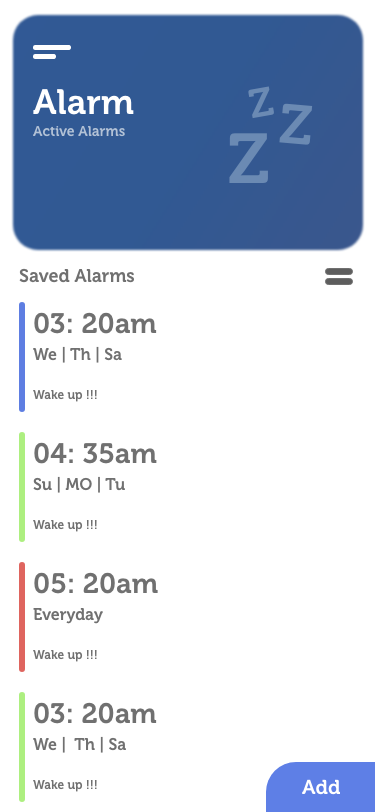 Alarm
Active Alarms
Z
Z
Z
Saved Alarms
03: 20am
We | Th | Sa
Wake up !!!
04: 35am
Su | MO | Tu
Wake up !!!
05: 20am
Everyday
Wake up !!!
03: 20am
We |  Th | Sa
Wake up !!!
Add